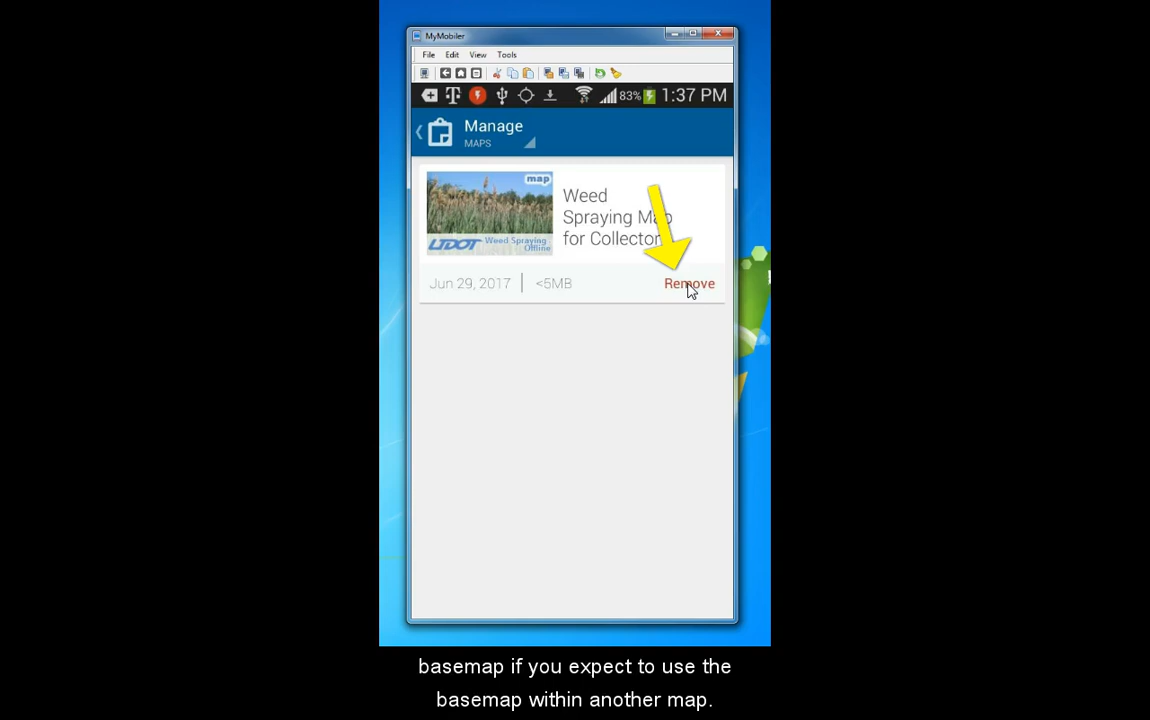 MyMobiler
File Edit View Tools
83% 1:37 PM
Manage
MAPS
map
UDOT Weed Spraying
Offline
Weed
Spraying Map
for Collector
Jun 29, 2017 | <5MB Remove
basemap if you expect to use the
basemap within another map.